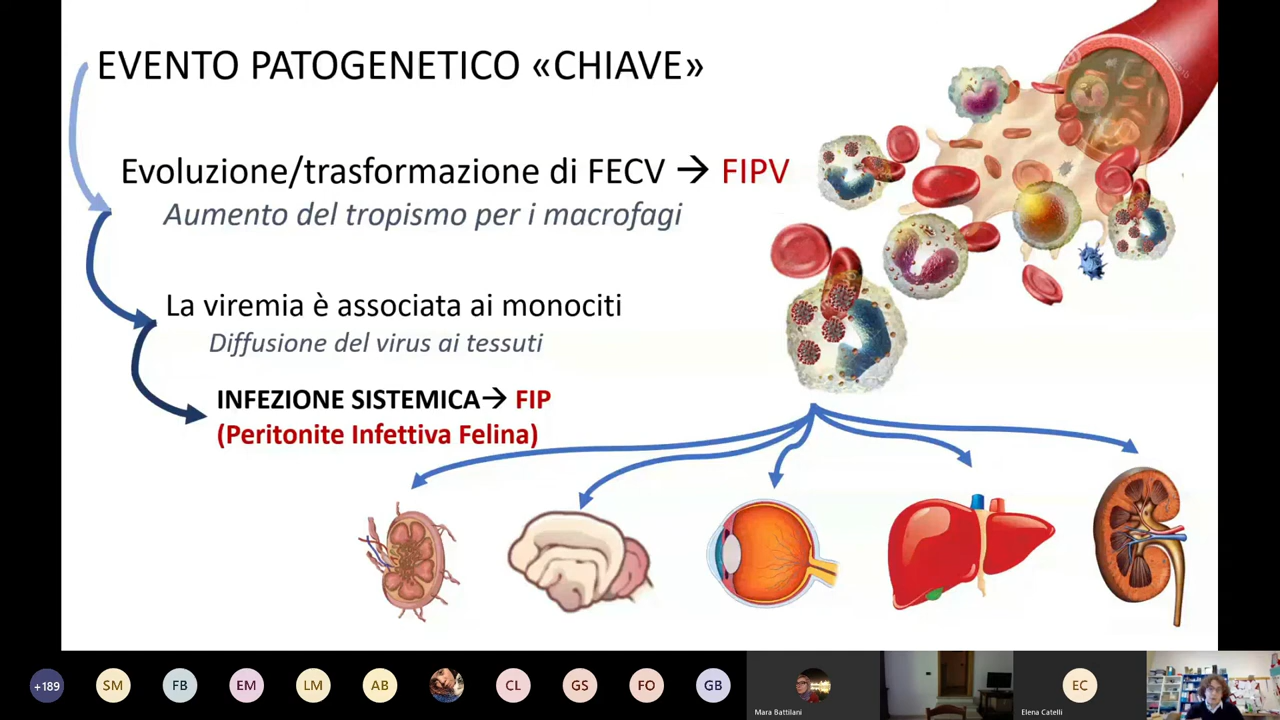 EVENTO PATOGENETICO «CHIAVE»
Evoluzione/trasformazione di FECV → FIPV
Aumento del tropismo per i macrofagi
La viremia è associata ai monociti
Diffusione del virus ai tessuti
INFEZIONE SISTEMICA→ FIP
(Peritonite Infettiva Felina)
+189
SM
FB
EM
LM
AB
CL
GS
FO
GB
Mara Battilani
EC
Elena Catelli